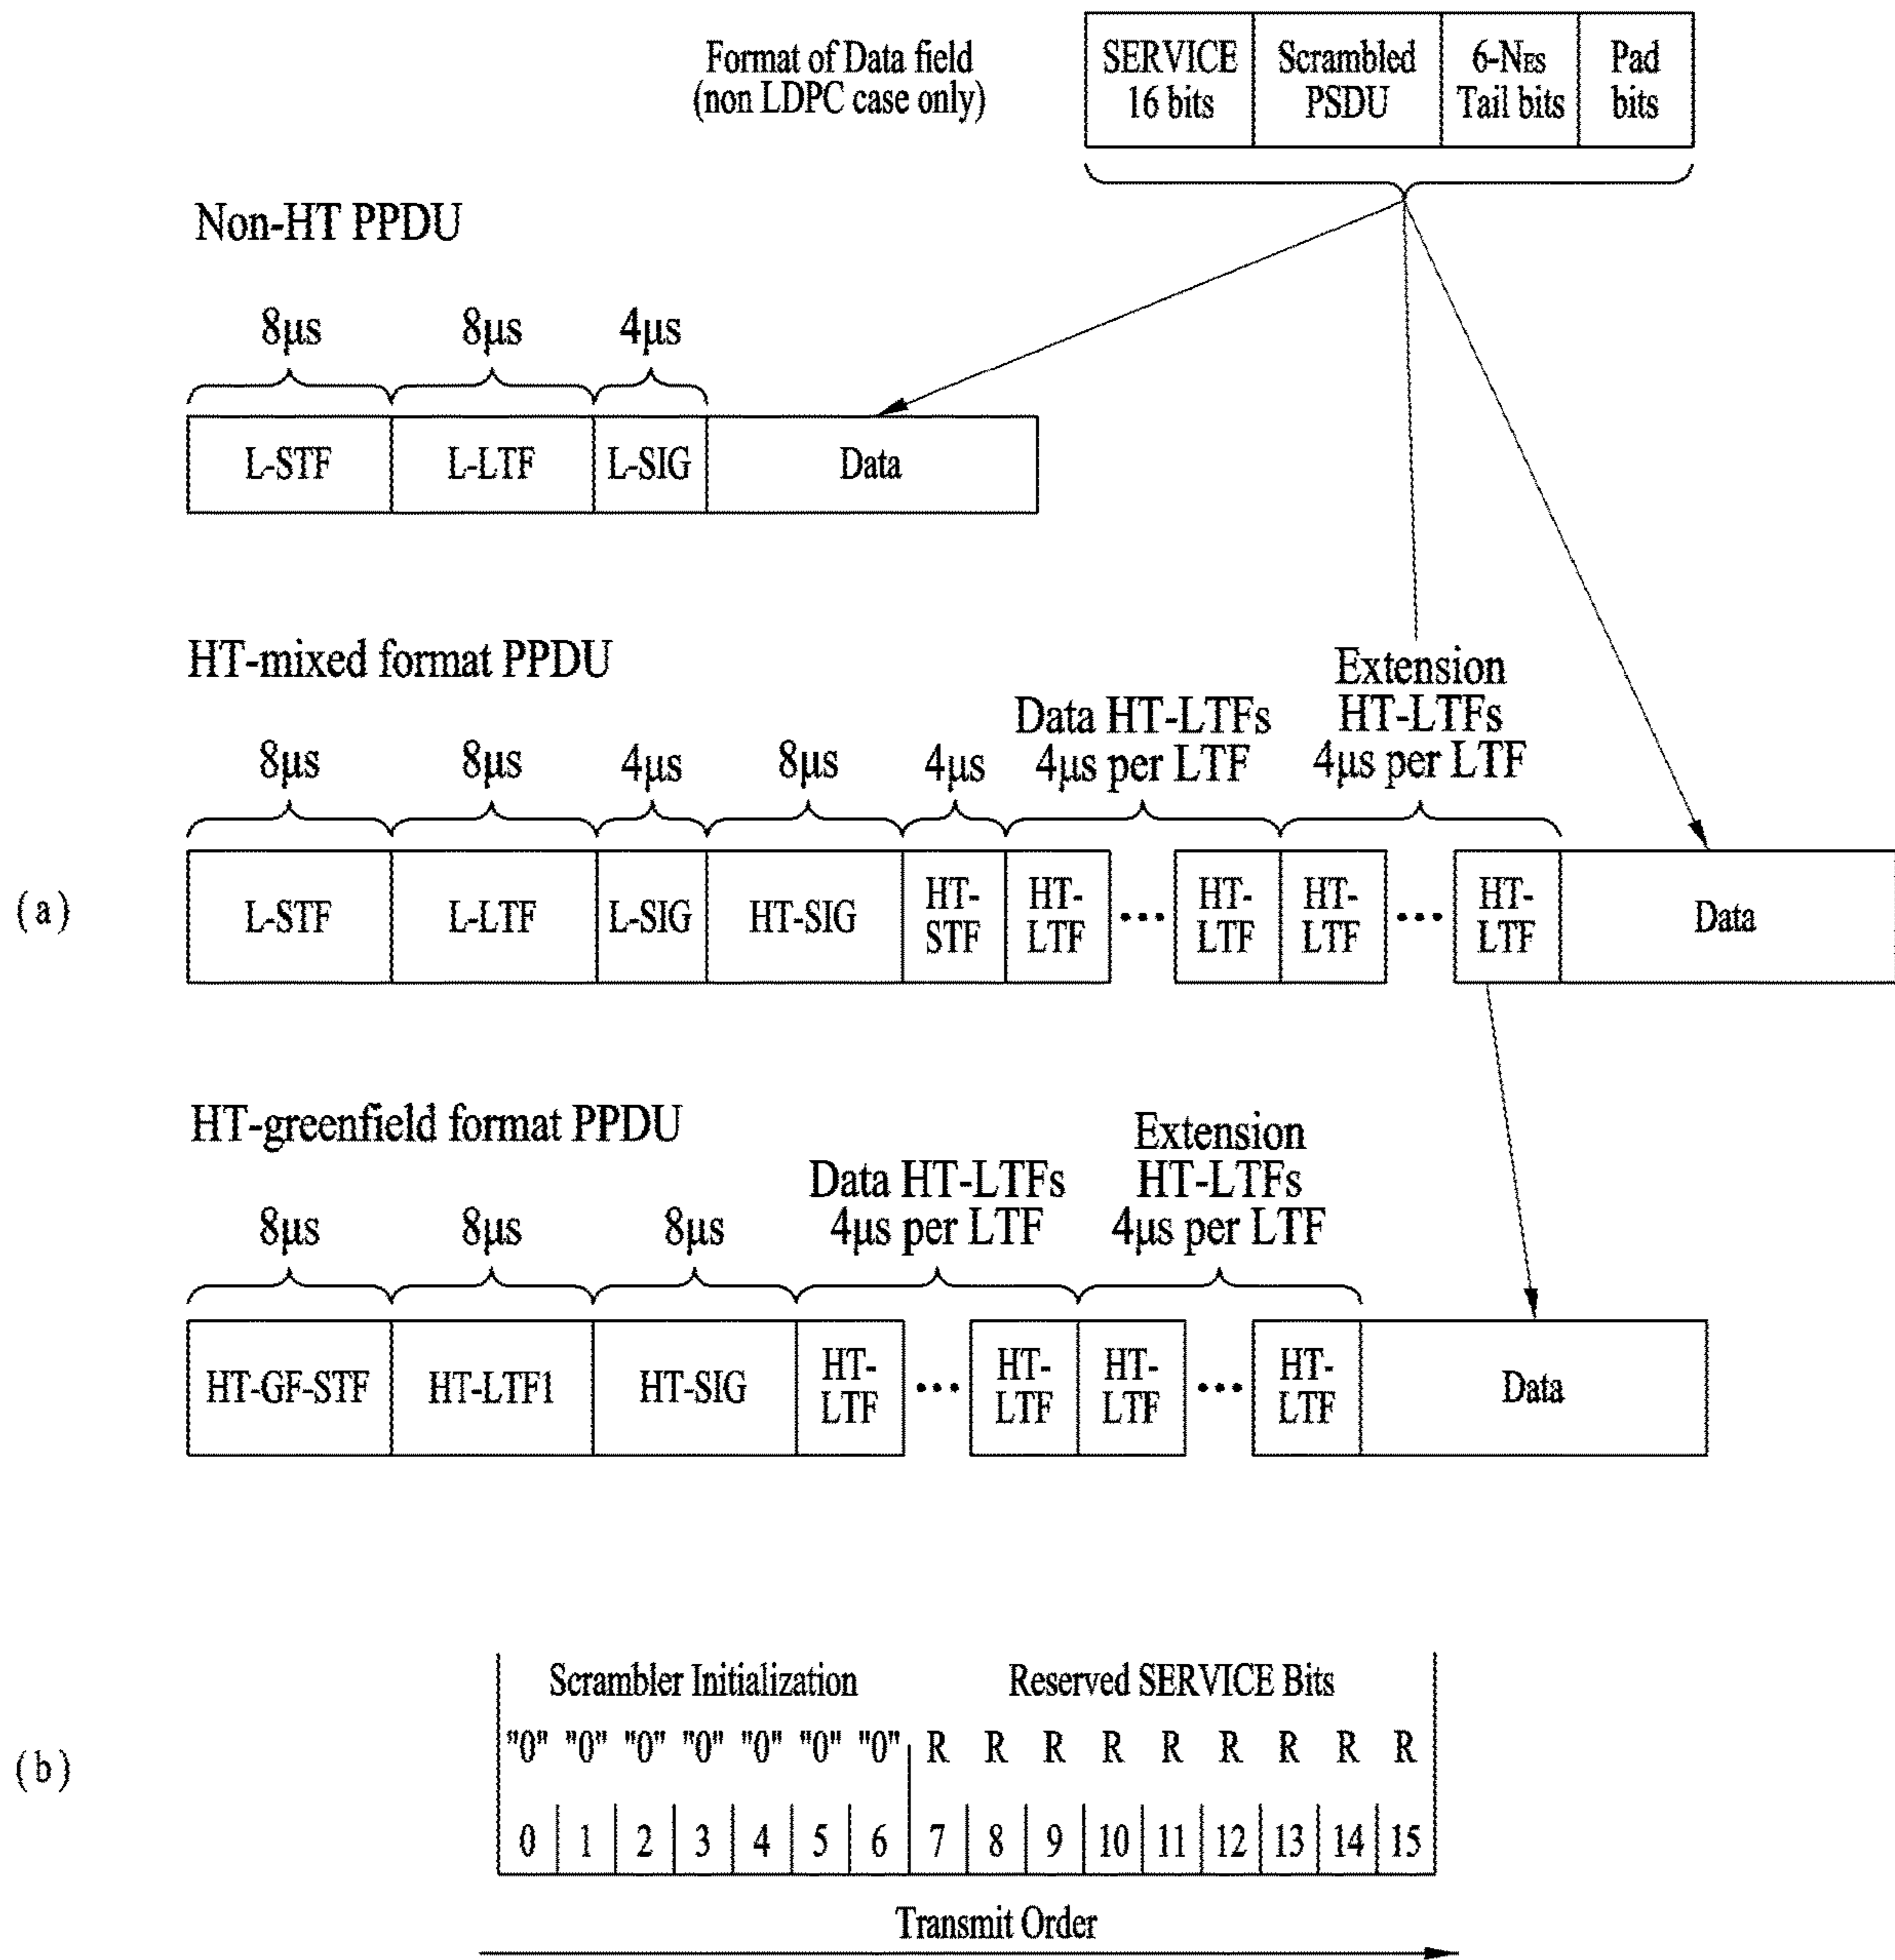 Format of Data field
(non LDPC case only)
SERVICE 16 bits
Scrambled PSDU
6-NES Tail bits
Pad bits
Non-HT PPDU
8μs 8μs 4μs
L-STF L-LTF L-SIG Data
HT-mixed format PPDU
8μs 8μs 4μs 8μs 4μs
Data HT-LTFs
4μs per LTF
Extension
HT-LTFs
4μs per LTF
(a)
L-STF L-LTF L-SIG HT-SIG HT-STF HT-LTF ••• HT-LTF HT-LTF ••• HT-LTF Data
HT-greenfield format PPDU
8μs 8μs 8μs
Data HT-LTFs
4μs per LTF
Extension
HT-LTFs
4μs per LTF
HT-GF-STF HT-LTF1 HT-SIG HT-LTF ••• HT-LTF HT-LTF ••• HT-LTF Data
(b)
Scrambler Initialization Reserved SERVICE Bits
"0" "0" "0" "0" "0" "0" "0" R R R R R R R R R
0 1 2 3 4 5 6 7 8 9 10 11 12 13 14 15
Transmit Order